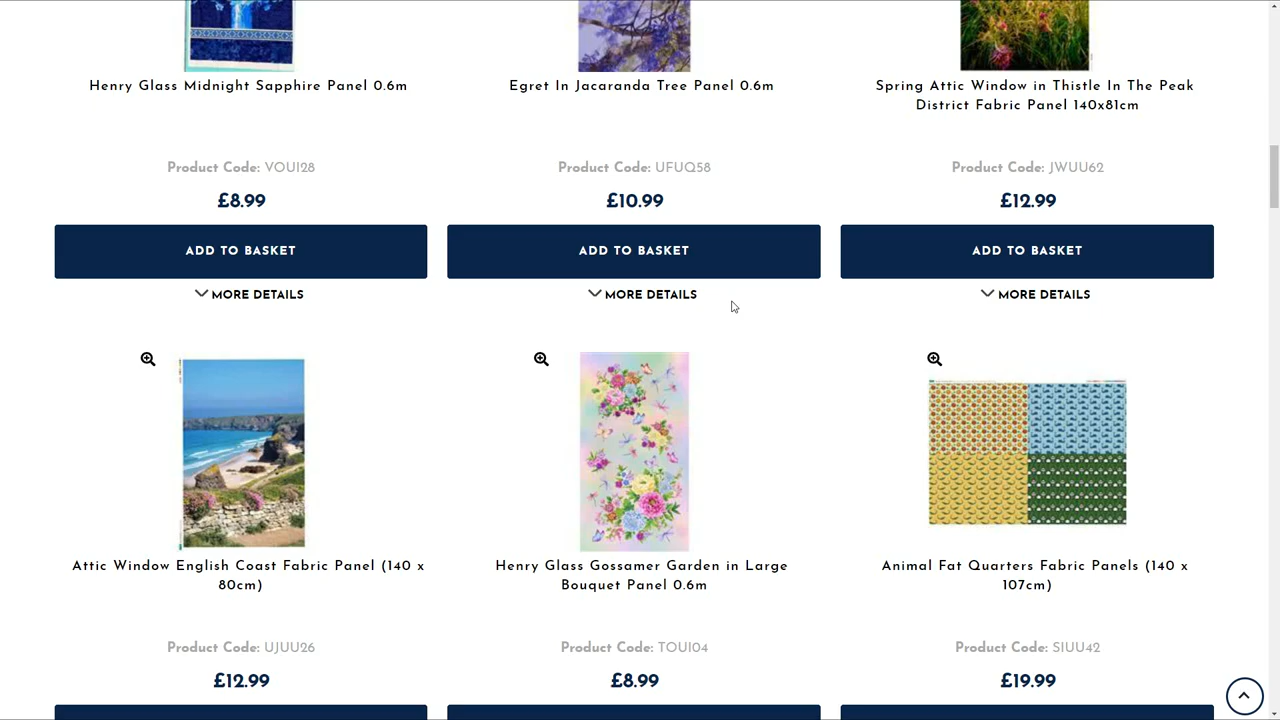 Henry Glass Midnight Sapphire Panel 0.6m
Egret In Jacaranda Tree Panel 0.6m
Spring Attic Window in Thistle In The Peak
District Fabric Panel 140x81cm
Product Code: VOUI28
Product Code: UFUQ58
Product Code: JWUU62
£8.99
£10.99
£12.99
ADD TO BASKET
ADD TO BASKET
ADD TO BASKET
MORE DETAILS
MORE DETAILS
MORE DETAILS
Attic Window English Coast Fabric Panel (140 x
80cm)
Henry Glass Gossamer Garden in Large
Bouquet Panel 0.6m
Animal Fat Quarters Fabric Panels (140 x
107cm)
Product Code: UJUU26
Product Code: TOUI04
Product Code: SIUU42
£12.99
£8.99
£19.99